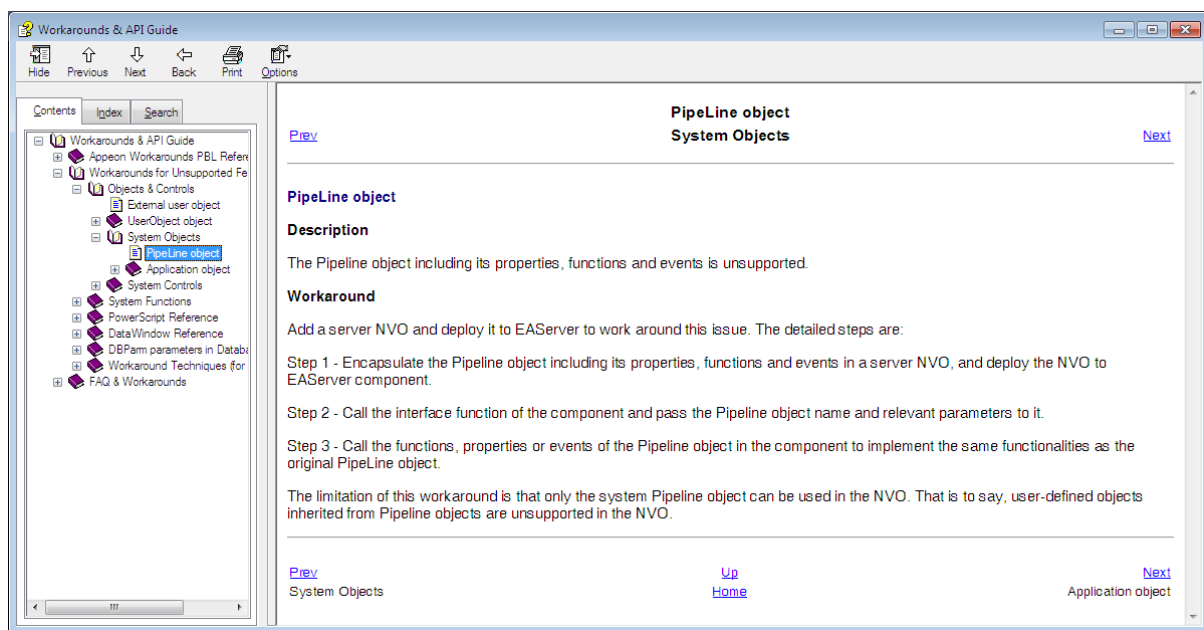 Workarounds & API Guide
Hide Previous Next Back Print Options
Contents Index Search
Workarounds & API Guide
Appeon Workarounds PBL Refere
Workarounds for Unsupported Fe
Objects & Controls
External user object
UserObject object
System Objects
PipeLine object
Application object
System Controls
System Functions
PowerScript Reference
DataWindow Reference
DBParm parameters in Databa
Workaround Techniques (for
FAQ & Workarounds
PipeLine object
Prev System Objects Next
PipeLine object
Description
The Pipeline object including its properties, functions and events is unsupported.
Workaround
Add a server NVO and deploy it to EAServer to work around this issue. The detailed steps are:
Step 1 - Encapsulate the Pipeline object including its properties, functions and events in a server NVO, and deploy the NVO to
EAServer component.
Step 2 - Call the interface function of the component and pass the Pipeline object name and relevant parameters to it.
Step 3 - Call the functions, properties or events of the Pipeline object in the component to implement the same functionalities as the
original PipeLine object.
The limitation of this workaround is that only the system Pipeline object can be used in the NVO. That is to say, user-defined objects
inherited from Pipeline objects are unsupported in the NVO.
Prev Up Next
System Objects Home Application object